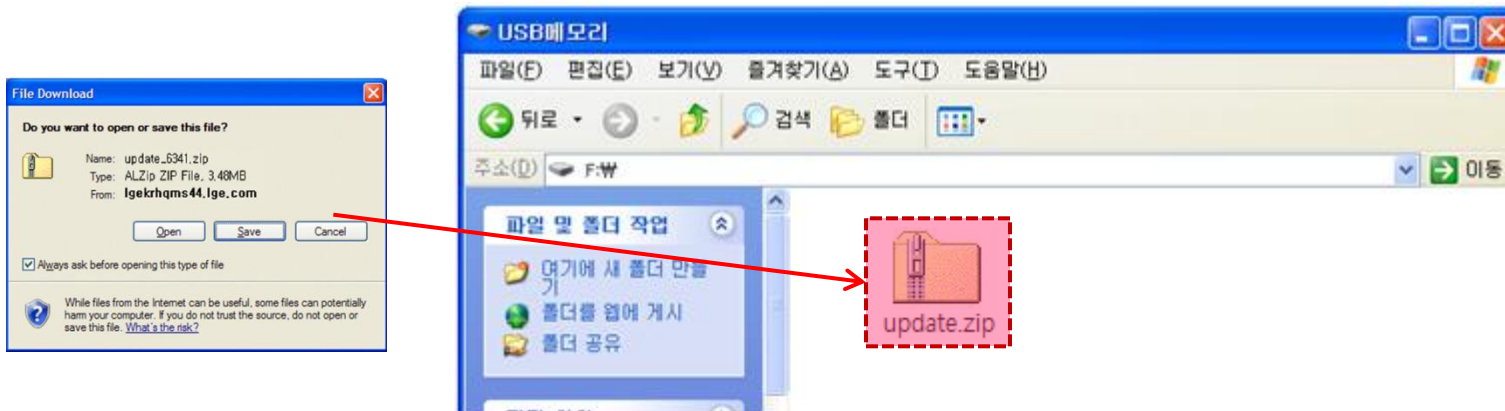 File Download
Do you want to open or save this file?
Name: update_6341.zip
Type: ALZip ZIP File, 3.48MB
From: lgekrhqms44.lge.com
Open Save Cancel
Always ask before opening this type of file
While files from the Internet can be useful, some files can potentially
harm your computer. If you do not trust the source, do not open or
save this file. What's the risk?
USB메모리
파일(F) 편집(E) 보기(V) 즐겨찾기(A) 도구(T) 도움말(H)
뒤로 검색 폴더
주소(D) F:₩ 이동
파일 및 폴더 작업
여기에 새 폴더 만들
기
폴더를 웹에 게시
폴더 공유
update.zip